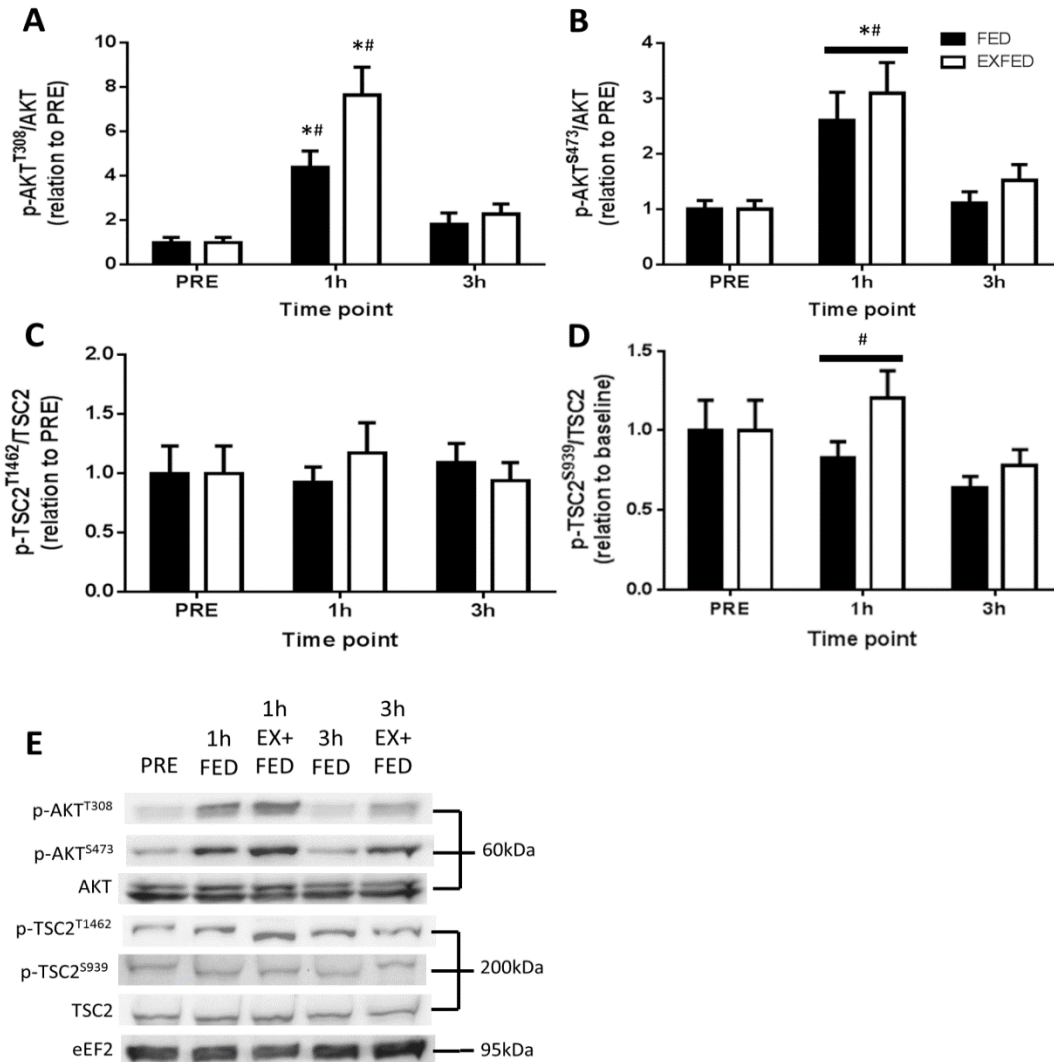 A
p-AKT^T308/AKT
(relation to PRE)
10
8
6
4
2
0
*#
*#
PRE 1h 3h
Time point
B
p-AKT^S473/AKT
(relation to PRE)
4
3
2
1
0
*#
FED
EXFED
PRE 1h 3h
Time point
C
p-TSC2^T1462/TSC2
(relation to PRE)
2.0
1.5
1.0
0.5
0.0
PRE 1h 3h
Time point
D
p-TSC2^S939/TSC2
(relation to baseline)
1.5
1.0
0.5
0.0
#
PRE 1h 3h
Time point
E
PRE
1h
FED
1h
EX+
FED
3h
FED
3h
EX+
FED
p-AKT^T308
p-AKT^S473
60kDa
AKT
p-TSC2^T1462
p-TSC2^S939
200kDa
TSC2
eEF2
95kDa